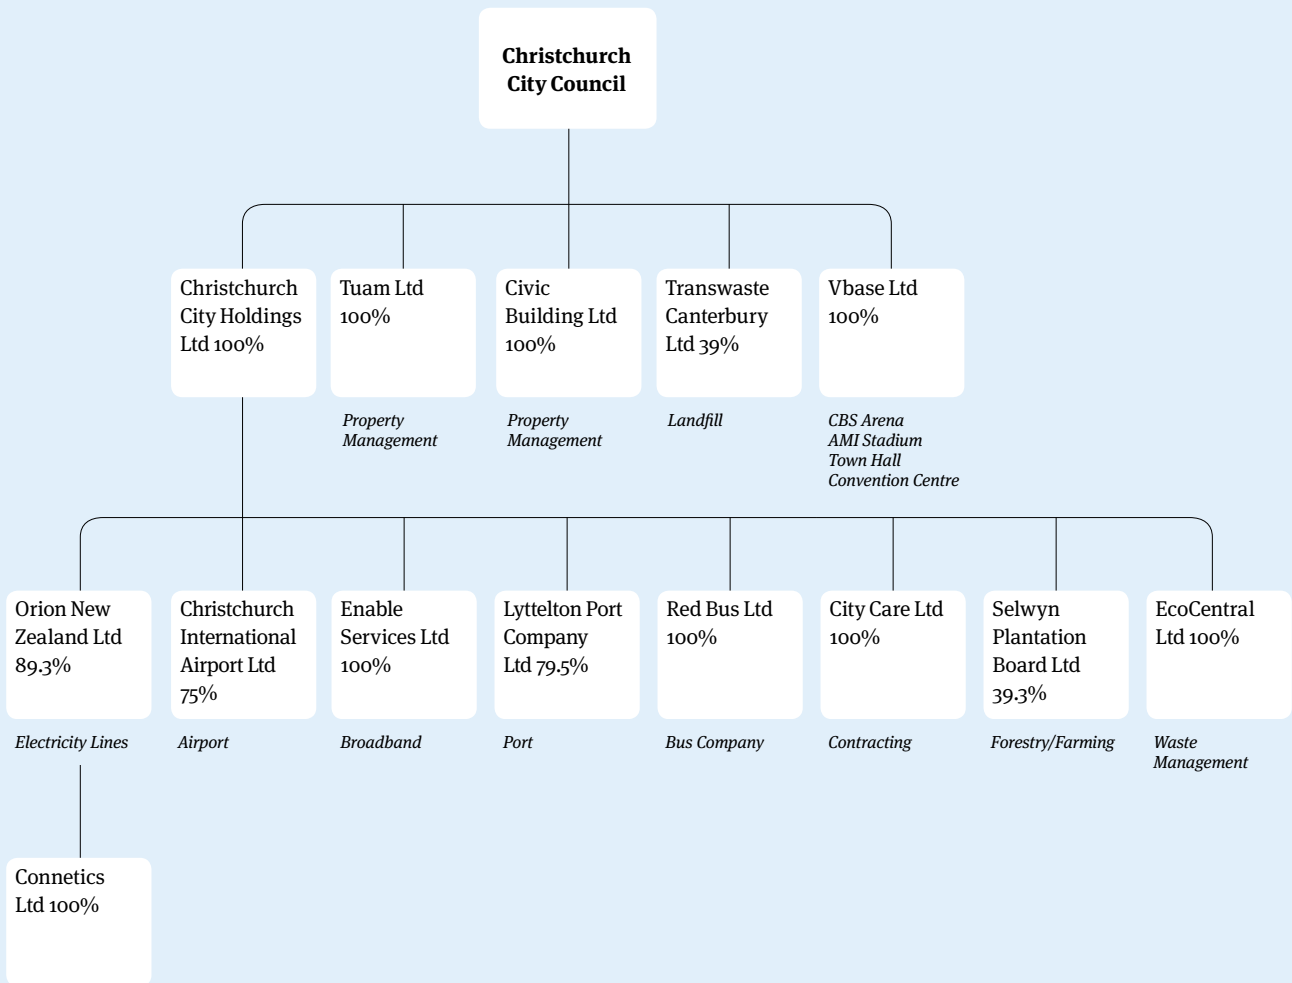 Christchurch
City Council
Christchurch
City Holdings
Ltd 100%
Tuam Ltd
100%
Civic
Building Ltd
100%
Transwaste
Canterbury
Ltd 39%
Vbase Ltd
100%
Property
Management
Property
Management
Landfill
CBS Arena
AMI Stadium
Town Hall
Convention Centre
Orion New
Zealand Ltd
89.3%
Christchurch
International
Airport Ltd
75%
Enable
Services Ltd
100%
Lyttelton Port
Company
Ltd 79.5%
Red Bus Ltd
100%
City Care Ltd
100%
Selwyn
Plantation
Board Ltd
39.3%
EcoCentral
Ltd 100%
Electricity Lines
Airport
Broadband
Port
Bus Company
Contracting
Forestry/Farming
Waste
Management
Connetics
Ltd 100%